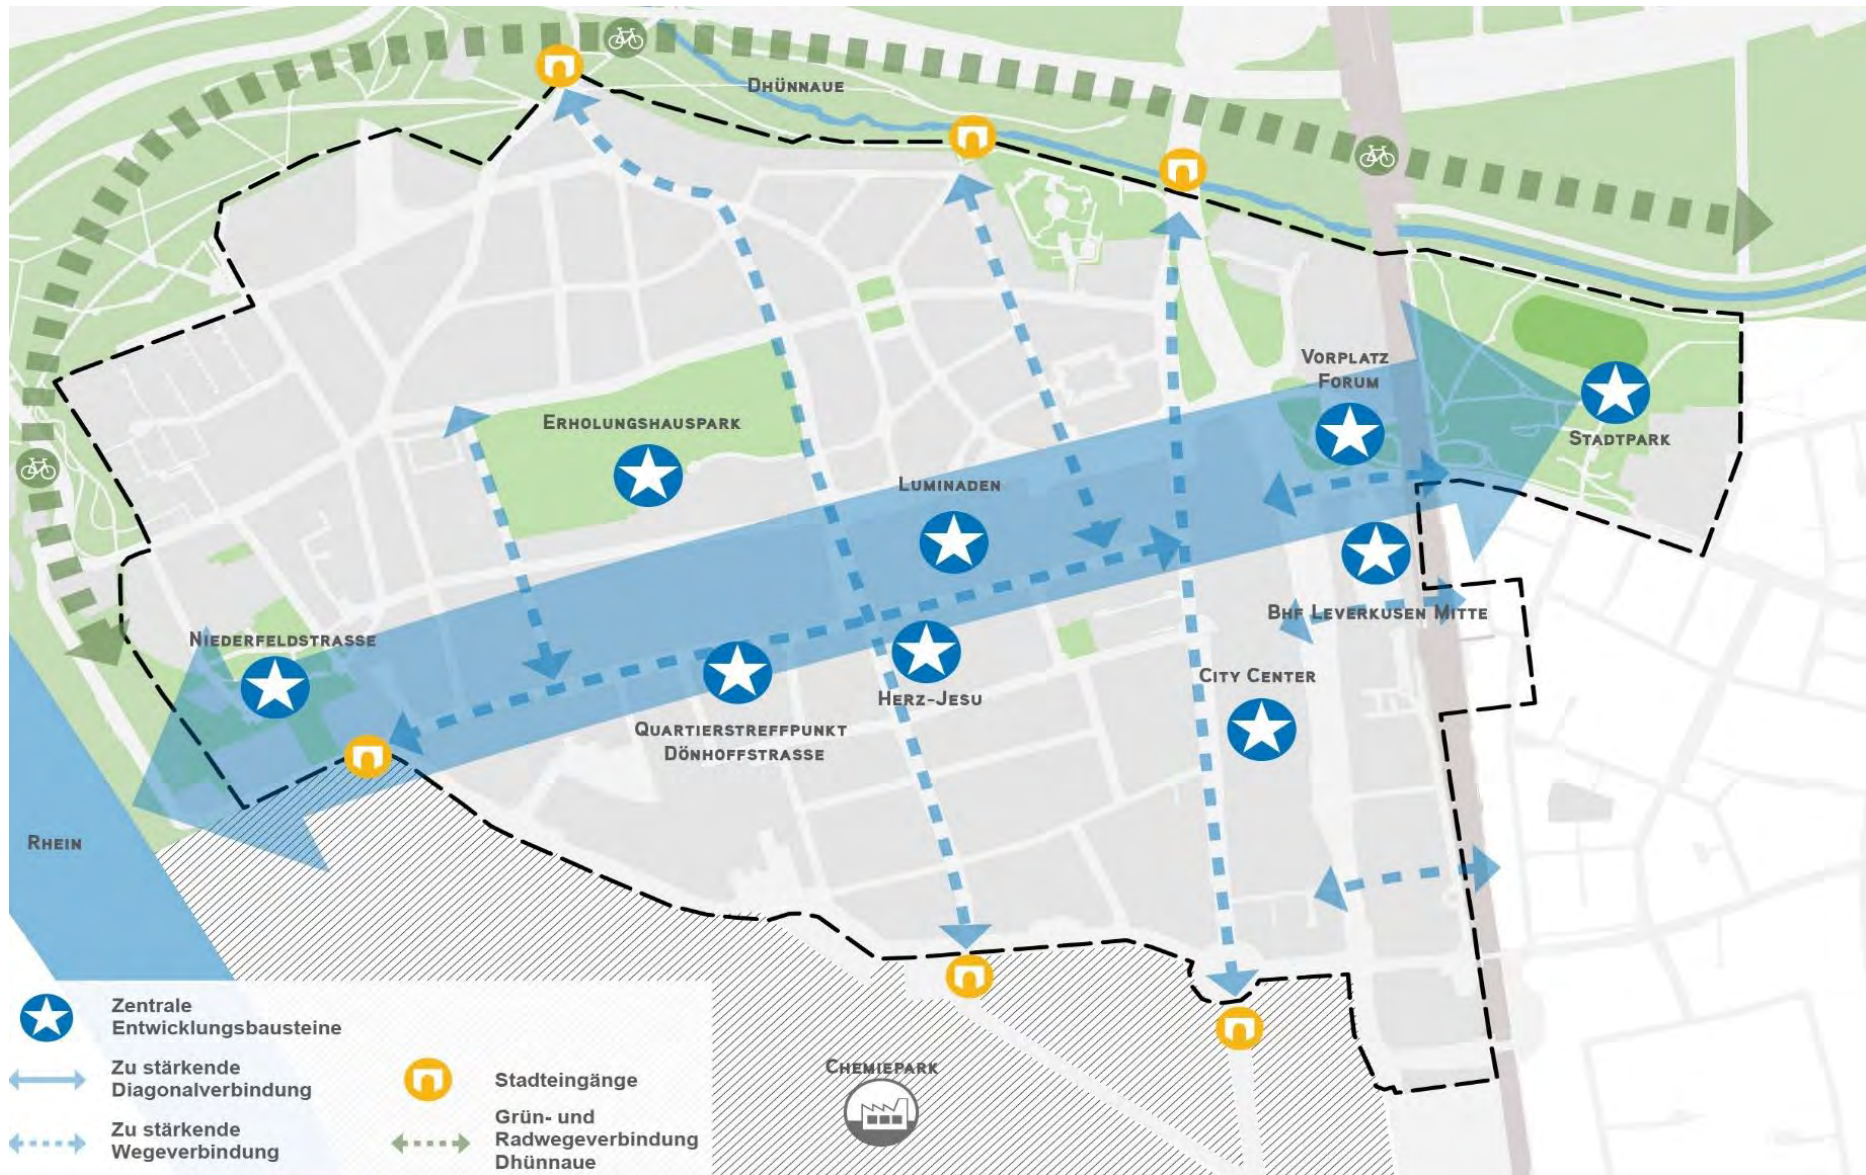 Dhünnaue
Vorplatz
Forum
Erholungshauspark
Stadtpark
Luminaden
Bhf Leverkusen Mitte
Niederfeldstrasse
City Center
Herz-Jesu
Quartierstreffpunkt
Dönhoffstrasse
Rhein
Chemiepark
Zentrale
Entwicklungsbausteine
Zu stärkende
Diagonalverbindung
Zu stärkende
Wegeverbindung
Stadteingänge
Grün- und
Radwegeverbindung
Dhünnaue